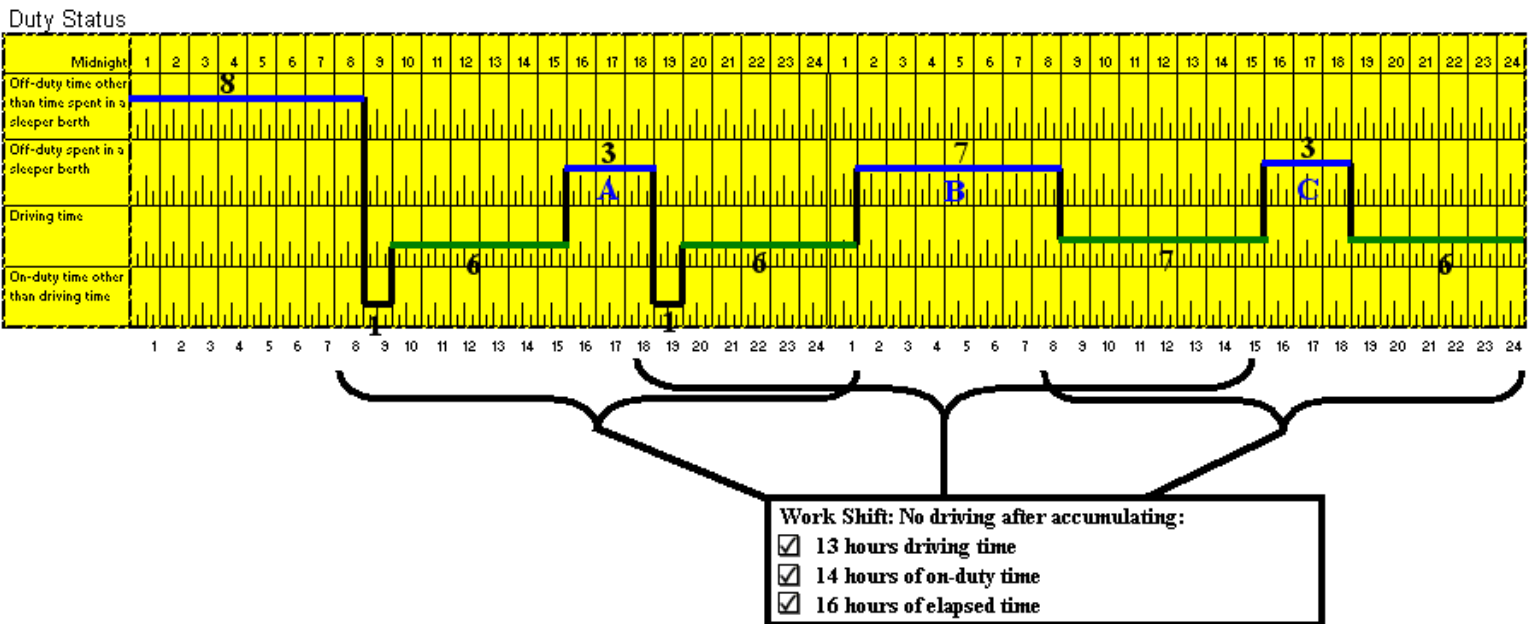 Duty Status
Midnight 1 2 3 4 5 6 7 8 9 10 11 12 13 14 15 16 17 18 19 20 21 22 23 24 1 2 3 4 5 6 7 8 9 10 11 12 13 14 15 16 17 18 19 20 21 22 23 24
Off-duty time other
than time spent in a
sleeper berth
8
Off-duty spent in a
sleeper berth
3 7 3
A B C
Driving time
6 6 7 6
On-duty time other
than driving time
1 1
1 2 3 4 5 6 7 8 9 10 11 12 13 14 15 16 17 18 19 20 21 22 23 24 1 2 3 4 5 6 7 8 9 10 11 12 13 14 15 16 17 18 19 20 21 22 23 24
Work Shift: No driving after accumulating:
☑ 13 hours driving time
☑ 14 hours of on-duty time
☑ 16 hours of elapsed time